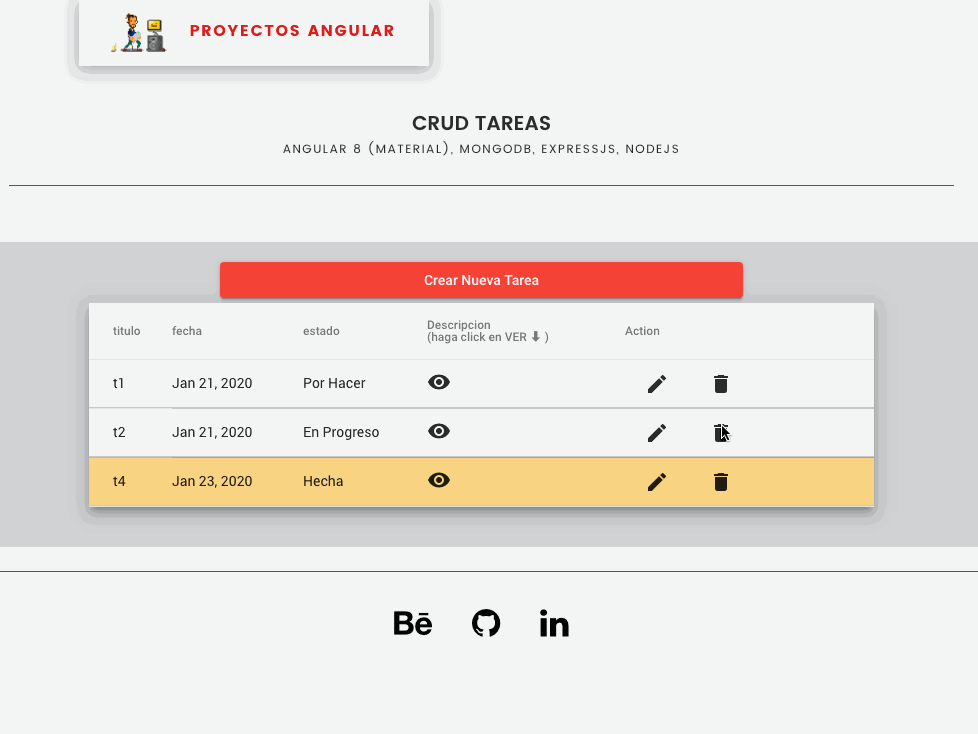 PROYECTOS ANGULAR
CRUD TAREAS
ANGULAR 8 (MATERIAL), MONGODB, EXPRESSJS, NODEJS
Crear Nueva Tarea
titulo fecha estado Descripcion Action
(haga click en VER ⬇ )
t1 Jan 21, 2020 Por Hacer
t2 Jan 21, 2020 En Progreso
t4 Jan 23, 2020 Hecha
Bē in